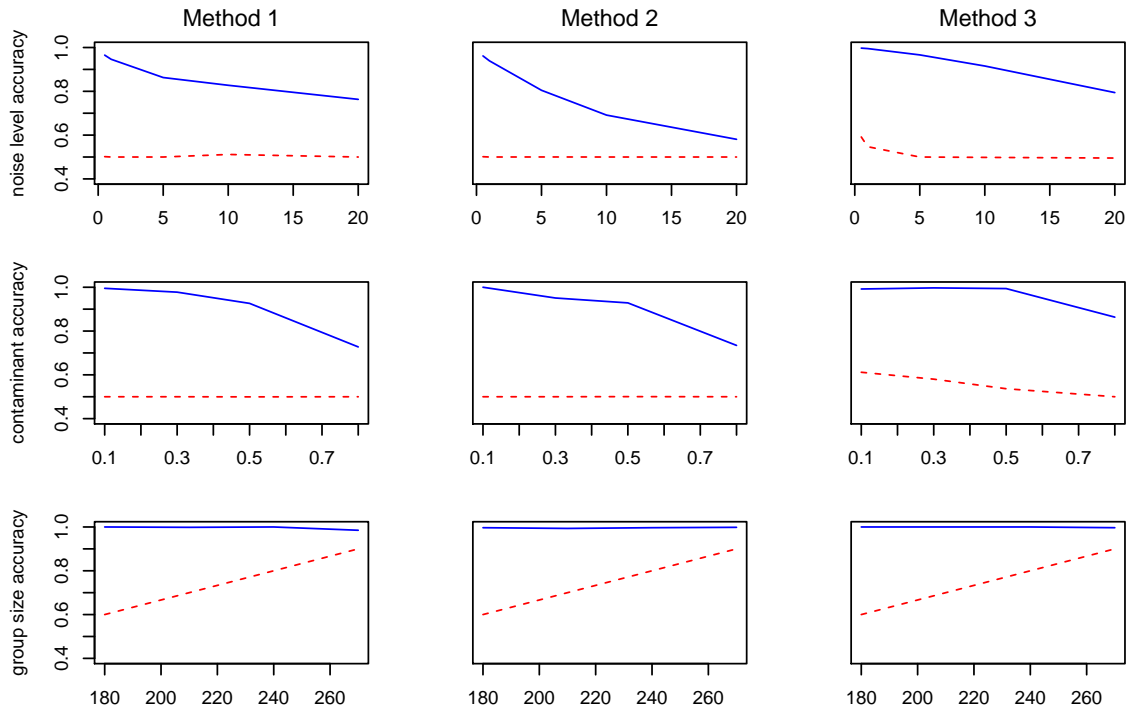 Method 1 Method 2 Method 3
noise level accuracy
0.4 0.6 0.8 1.0
0 5 10 15 20 0 5 10 15 20 0 5 10 15 20
contaminant accuracy
0.4 0.6 0.8 1.0
0.1 0.3 0.5 0.7 0.1 0.3 0.5 0.7 0.1 0.3 0.5 0.7
group size accuracy
0.4 0.6 0.8 1.0
180 200 220 240 260 180 200 220 240 260 180 200 220 240 260